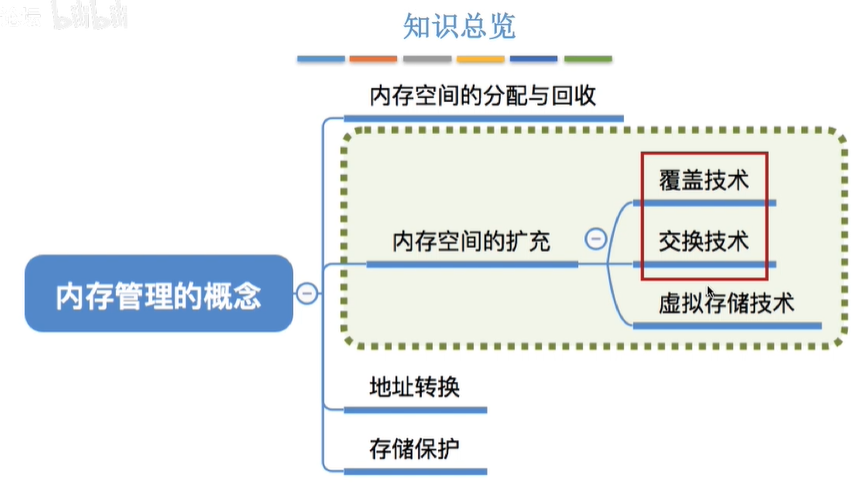 知识总览
内存空间的分配与回收
覆盖技术
内存空间的扩充
交换技术
内存管理的概念
虚拟存储技术
地址转换
存储保护